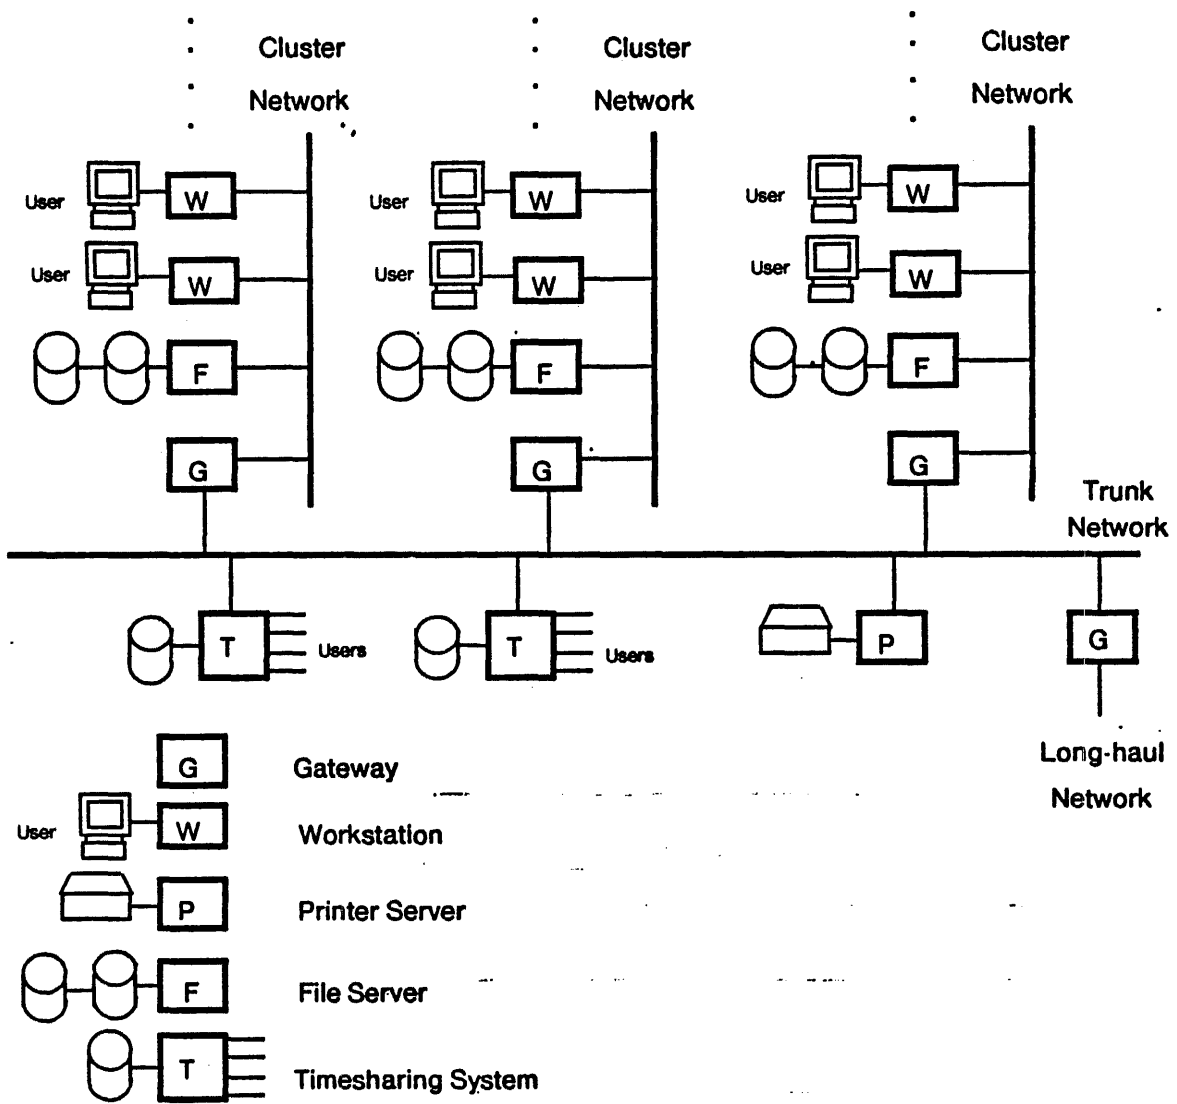 Cluster
Network
Cluster
Network
Cluster
Network
User
W
User
W
User
W
User
W
User
W
User
W
F
F
F
G
G
G
Trunk
Network
T
Users
T
Users
P
G
Long-haul
Network
G
Gateway
User
W
Workstation
P
Printer Server
F
File Server
T
Timesharing System